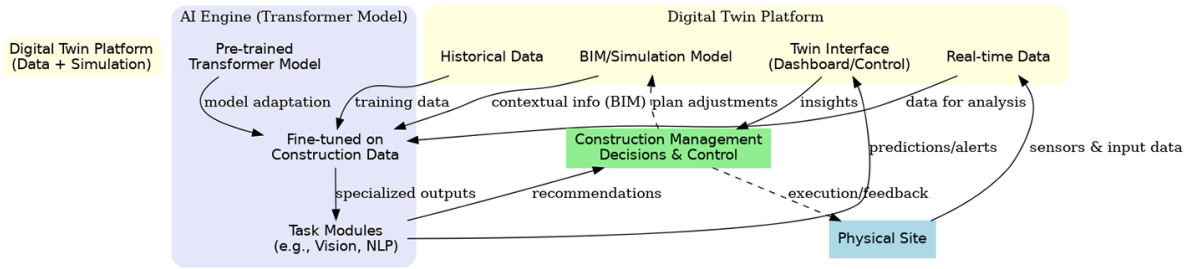 AI Engine (Transformer Model)
Digital Twin Platform
Digital Twin Platform
(Data + Simulation)
Pre-trained
Transformer Model
Historical Data
BIM/Simulation Model
Twin Interface
(Dashboard/Control)
Real-time Data
model adaptation
training data
contextual info (BIM)
plan adjustments
insights
data for analysis
Fine-tuned on
Construction Data
Construction Management
Decisions & Control
predictions/alerts
sensors & input data
specialized outputs
recommendations
execution/feedback
Task Modules
(e.g., Vision, NLP)
Physical Site